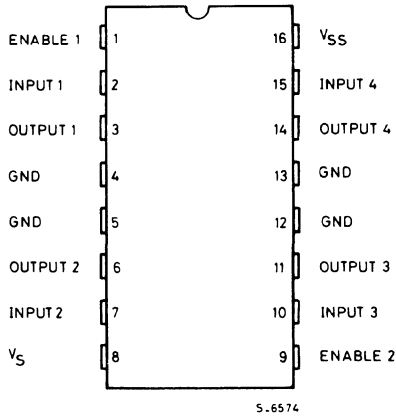 ENABLE 1 1 16 VSS
INPUT 1 2 15 INPUT 4
OUTPUT 1 3 14 OUTPUT 4
GND 4 13 GND
GND 5 12 GND
OUTPUT 2 6 11 OUTPUT 3
INPUT 2 7 10 INPUT 3
VS 8 9 ENABLE 2
S-6574